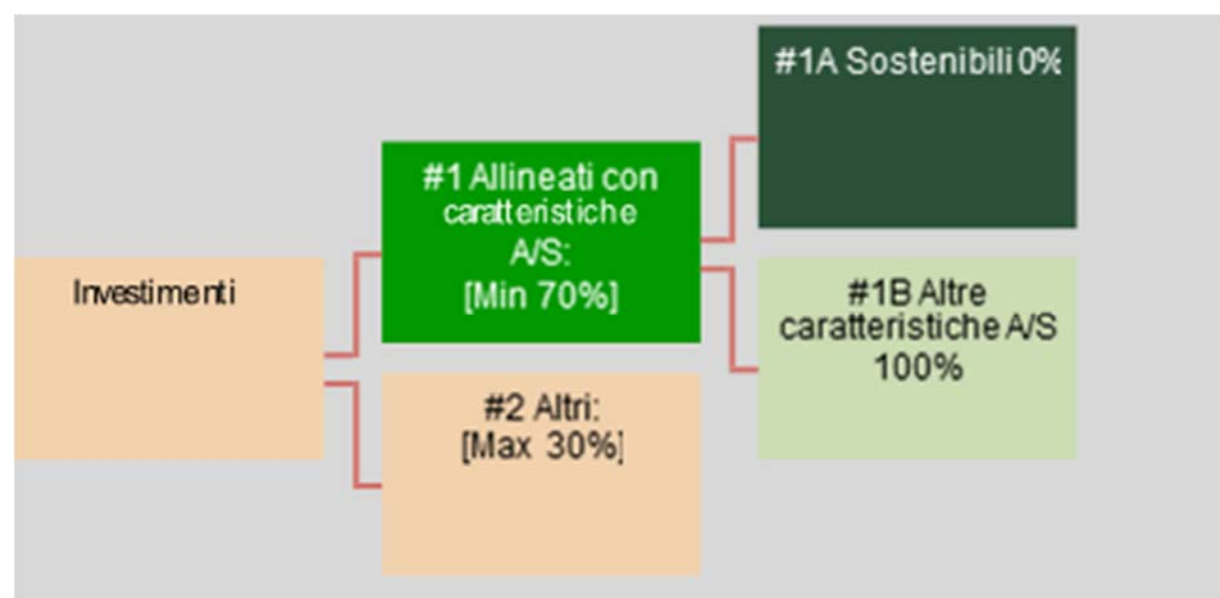 Investimenti
#1 Allineati con
caratteristiche
A/S:
[Min 70%]
#2 Altri:
[Max 30%]
#1A Sostenibili 0%
#1B Altre
caratteristiche A/S
100%